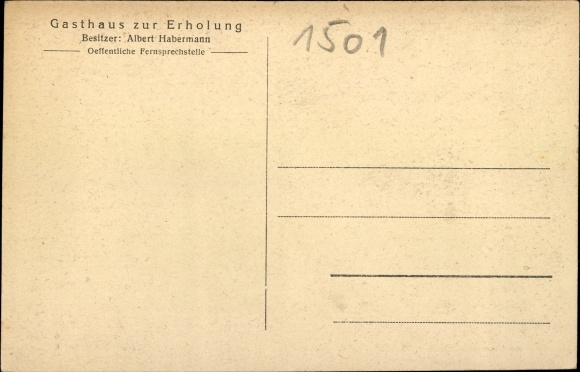 Gasthaus zur Erholung
Besitzer: Albert Habermann
Oeffentliche Fernsprechstelle
1501